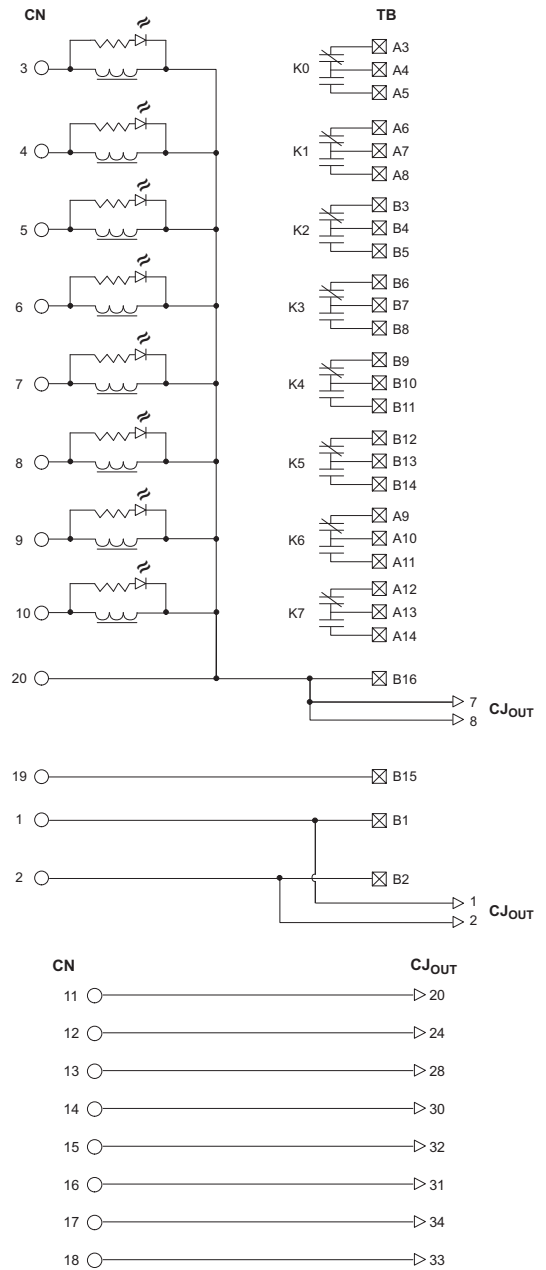 CN TB
3 K0 A3
A4
A5
4 K1 A6
A7
A8
5 K2 B3
B4
B5
6 K3 B6
B7
B8
7 K4 B9
B10
B11
8 K5 B12
B13
B14
9 K6 A9
A10
A11
10 K7 A12
A13
A14
20 B16
7 CJOUT
8
19 B15
1 B1
2 B2
1 CJOUT
2
CN CJOUT
11 20
12 24
13 28
14 30
15 32
16 31
17 34
18 33